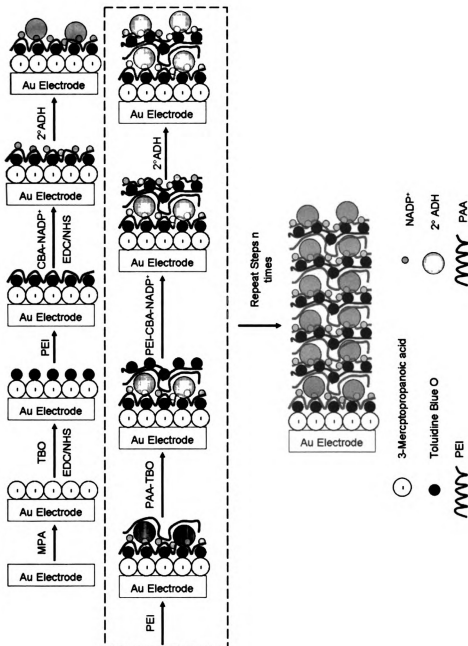 Au Electrode
MPA
Au Electrode
TBO
EDC/NHS
Au Electrode
PEI
Au Electrode
CBA-NADP⁺
EDC/NHS
Au Electrode
2°ADH
Au Electrode
PEI
Au Electrode
PAA-TBO
Au Electrode
PEI-CBA-NADP⁺
Au Electrode
2°ADH
Au Electrode
Repeat Steps n
times
Au Electrode
3-Mercptopropanoic acid
NADP⁺
Toluidine Blue O
2° ADH
PEI
PAA